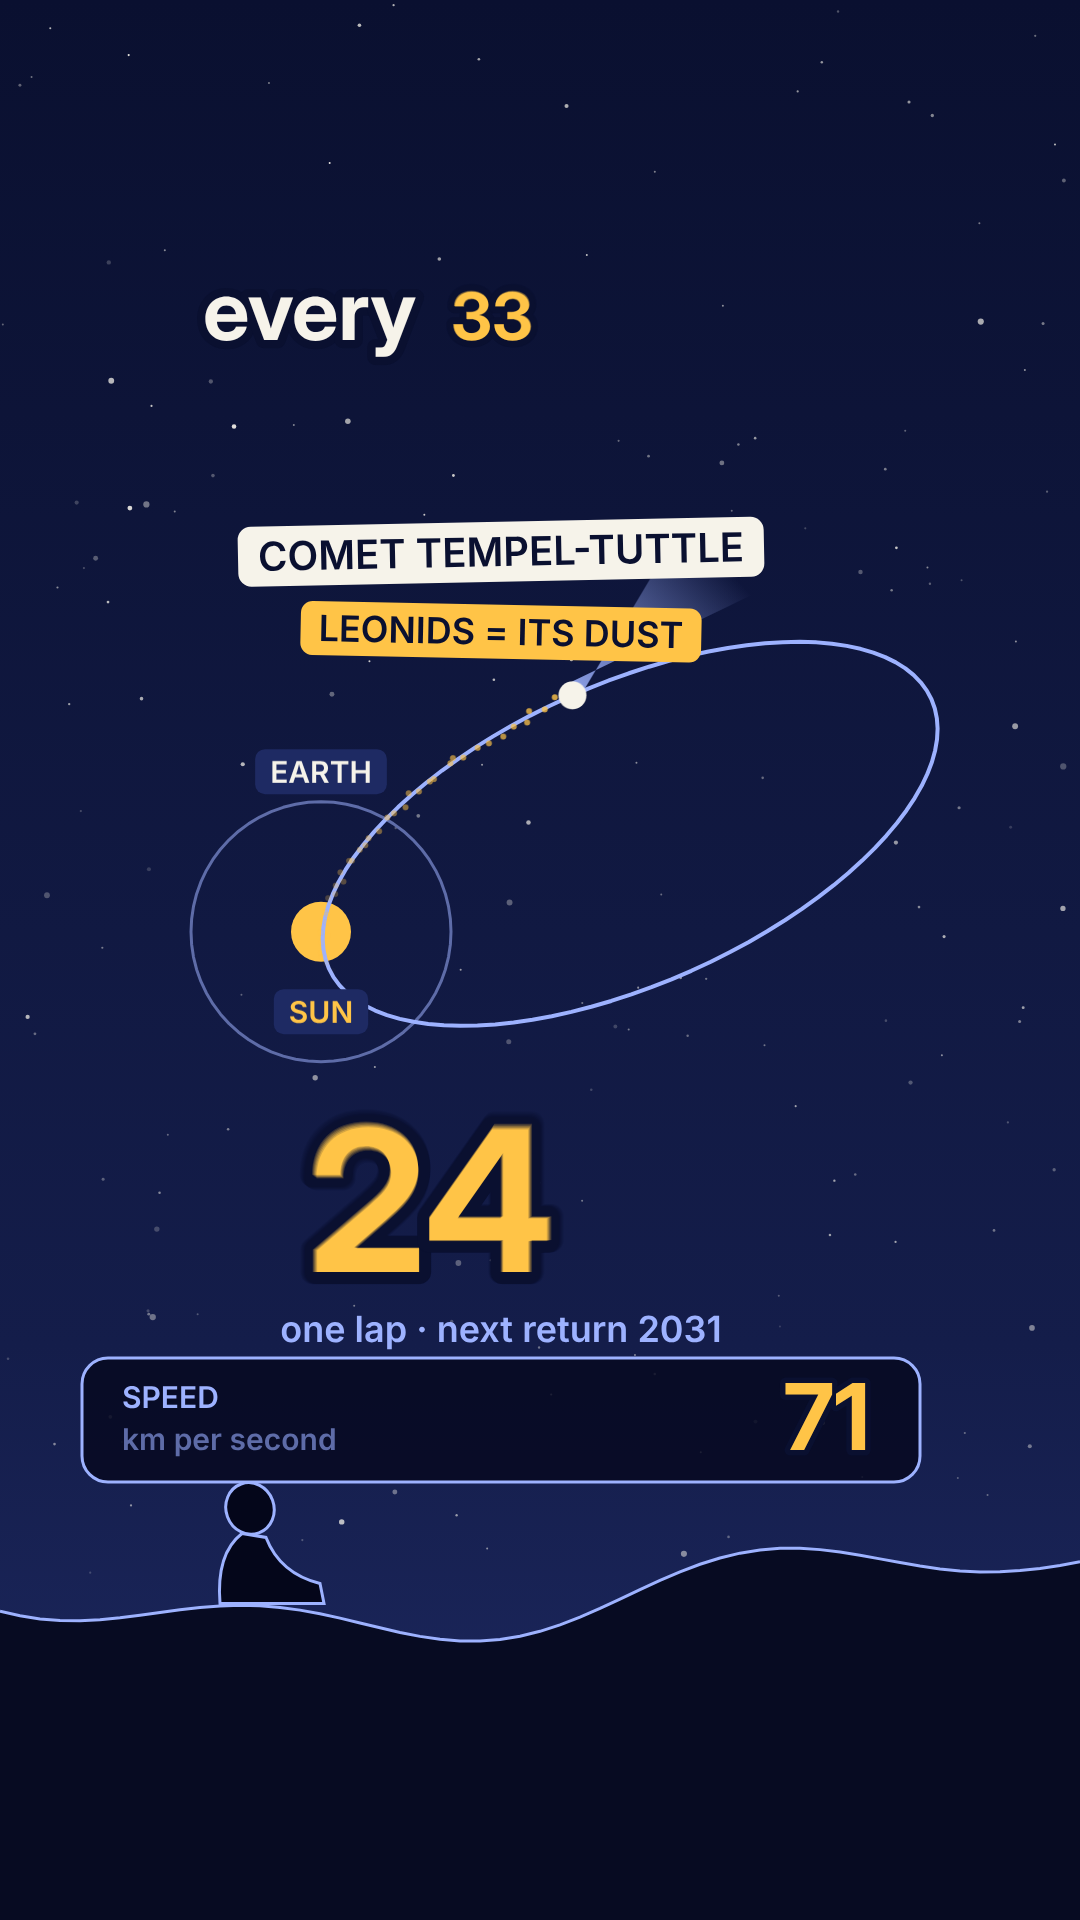 every 33
COMET TEMPEL-TUTTLE
LEONIDS = ITS DUST
EARTH
SUN
24
one lap · next return 2031
SPEED
km per second
71